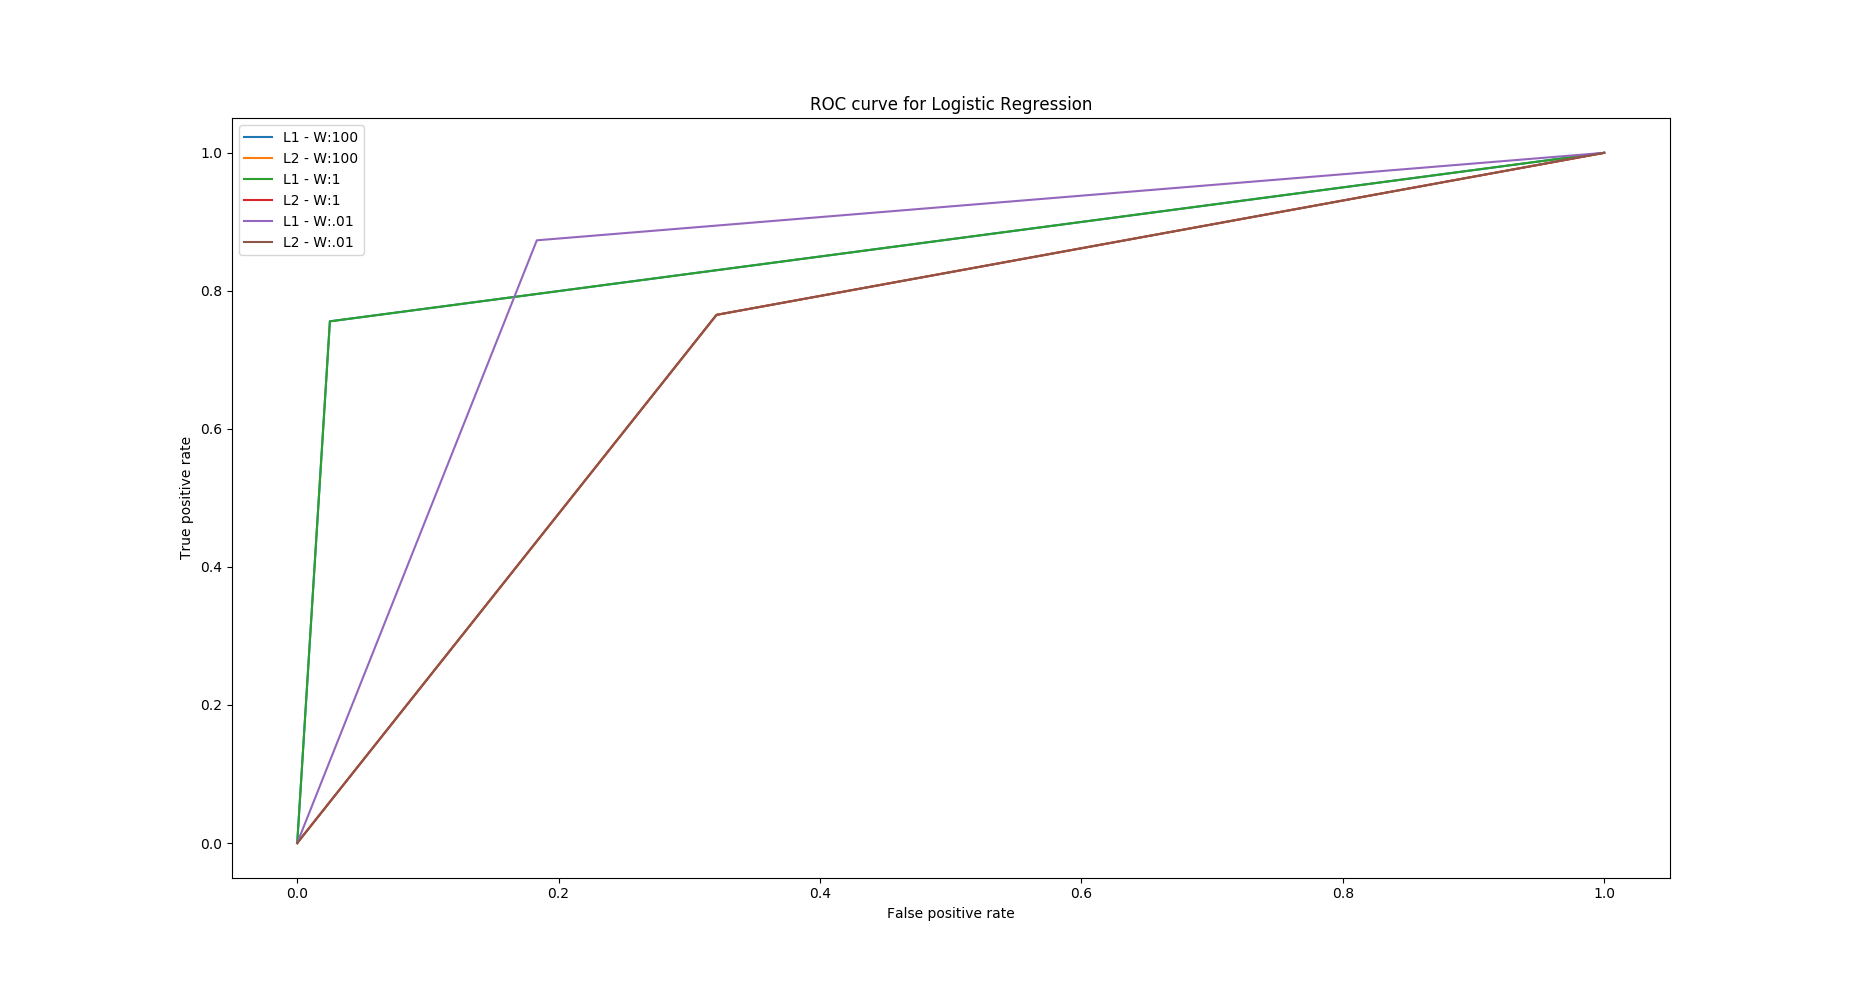 ROC curve for Logistic Regression
L1 - W:100
L2 - W:100
L1 - W:1
L2 - W:1
L1 - W:.01
L2 - W:.01
1.0
0.8
0.6
0.4
0.2
0.0
True positive rate
0.0 0.2 0.4 0.6 0.8 1.0
False positive rate